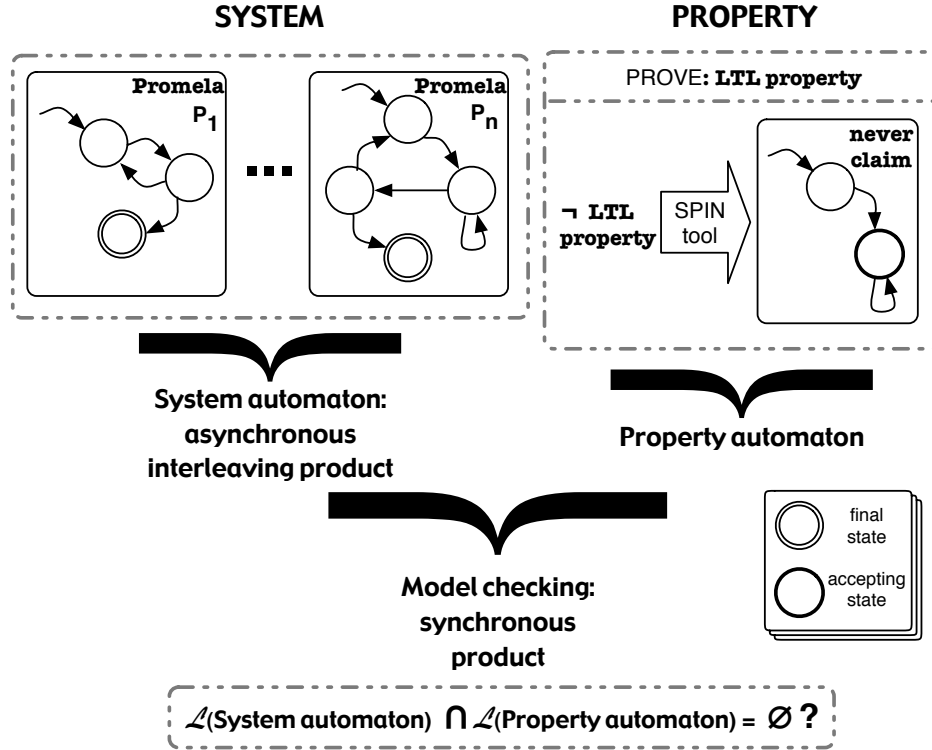 SYSTEM
PROPERTY
Promela
P1
Promela
Pn
PROVE: LTL property
never
claim
¬ LTL
property
SPIN
tool
System automaton:
asynchronous
interleaving product
Property automaton
final
state
accepting
state
Model checking:
synchronous
product
ℒ(System automaton) ∩ ℒ(Property automaton) = ∅ ?